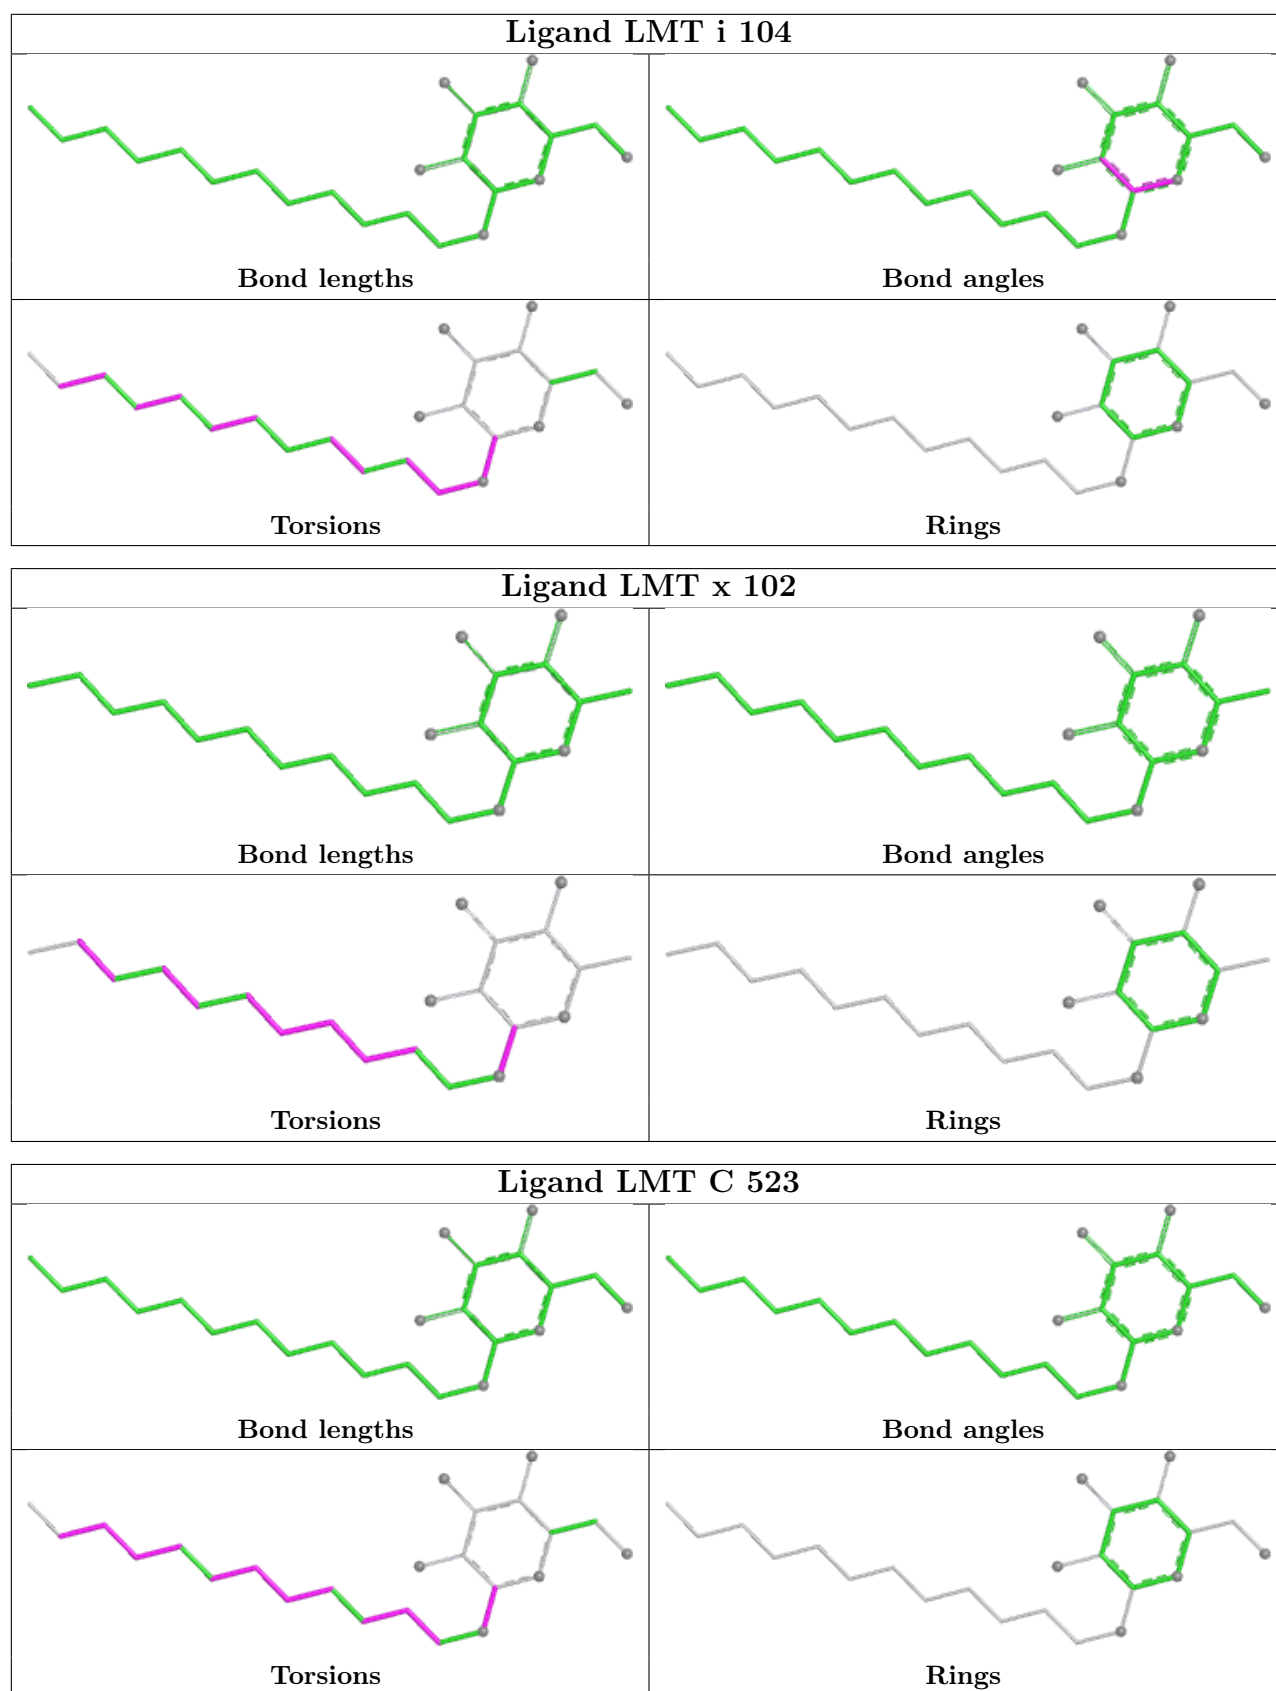 Ligand LMT i 104
Bond lengths
Bond angles
Torsions
Rings
Ligand LMT x 102
Bond lengths
Bond angles
Torsions
Rings
Ligand LMT C 523
Bond lengths
Bond angles
Torsions
Rings